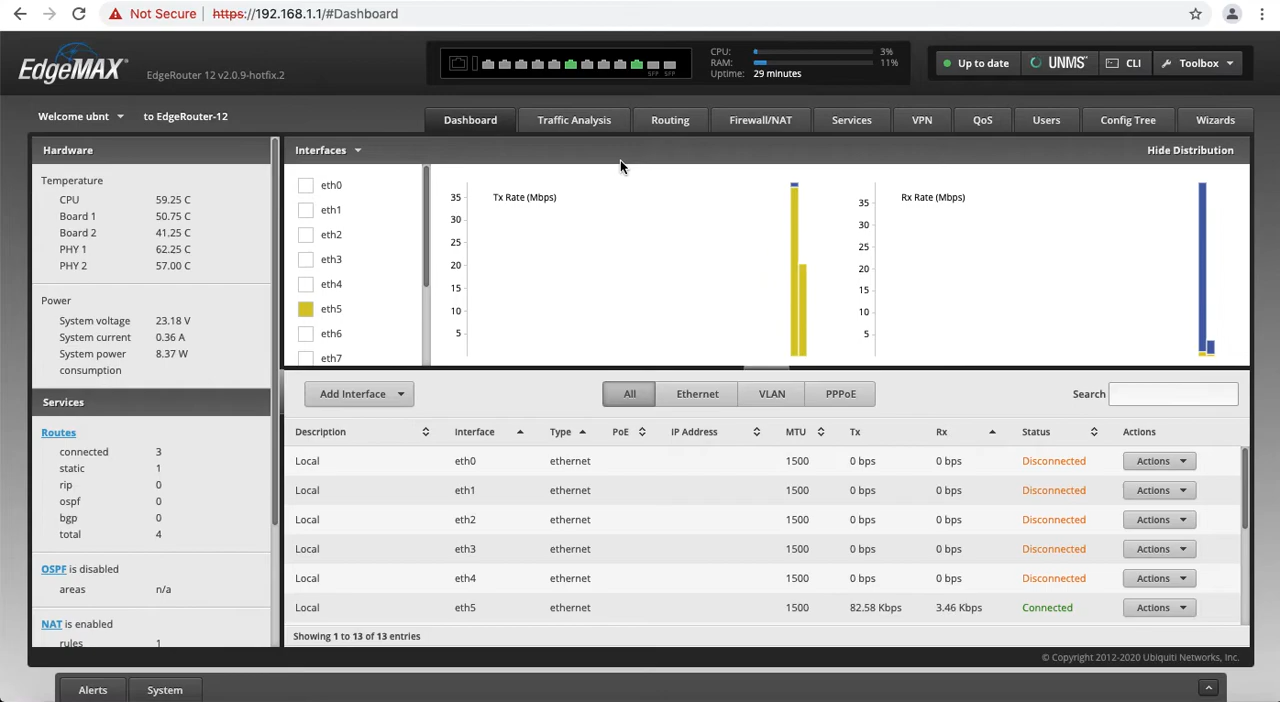 Not Secure https://192.168.1.1/#Dashboard
EdgeMAX® EdgeRouter 12 v2.0.9-hotfix.2
SFP SFP
CPU: 3%
RAM: 11%
Uptime: 29 minutes
Up to date UNMS™ CLI Toolbox
Welcome ubnt to EdgeRouter-12
Dashboard Traffic Analysis Routing Firewall/NAT Services VPN QoS Users Config Tree Wizards
Hardware
Temperature
CPU 59.25 C
Board 1 50.75 C
Board 2 41.25 C
PHY 1 62.25 C
PHY 2 57.00 C
Power
System voltage 23.18 V
System current 0.36 A
System power 8.37 W
consumption
Services
Routes
connected 3
static 1
rip 0
ospf 0
bgp 0
total 4
OSPF is disabled
areas n/a
NAT is enabled
rules 1
Interfaces Hide Distribution
eth0
eth1
eth2
eth3
eth4
eth5
eth6
eth7
Tx Rate (Mbps)
35
30
25
20
15
10
5
Rx Rate (Mbps)
35
30
25
20
15
10
5
Add Interface All Ethernet VLAN PPPoE Search
Description Interface Type PoE IP Address MTU Tx Rx Status Actions
Local eth0 ethernet 1500 0 bps 0 bps Disconnected Actions
Local eth1 ethernet 1500 0 bps 0 bps Disconnected Actions
Local eth2 ethernet 1500 0 bps 0 bps Disconnected Actions
Local eth3 ethernet 1500 0 bps 0 bps Disconnected Actions
Local eth4 ethernet 1500 0 bps 0 bps Disconnected Actions
Local eth5 ethernet 1500 82.58 Kbps 3.46 Kbps Connected Actions
Showing 1 to 13 of 13 entries
© Copyright 2012-2020 Ubiquiti Networks, Inc.
Alerts System